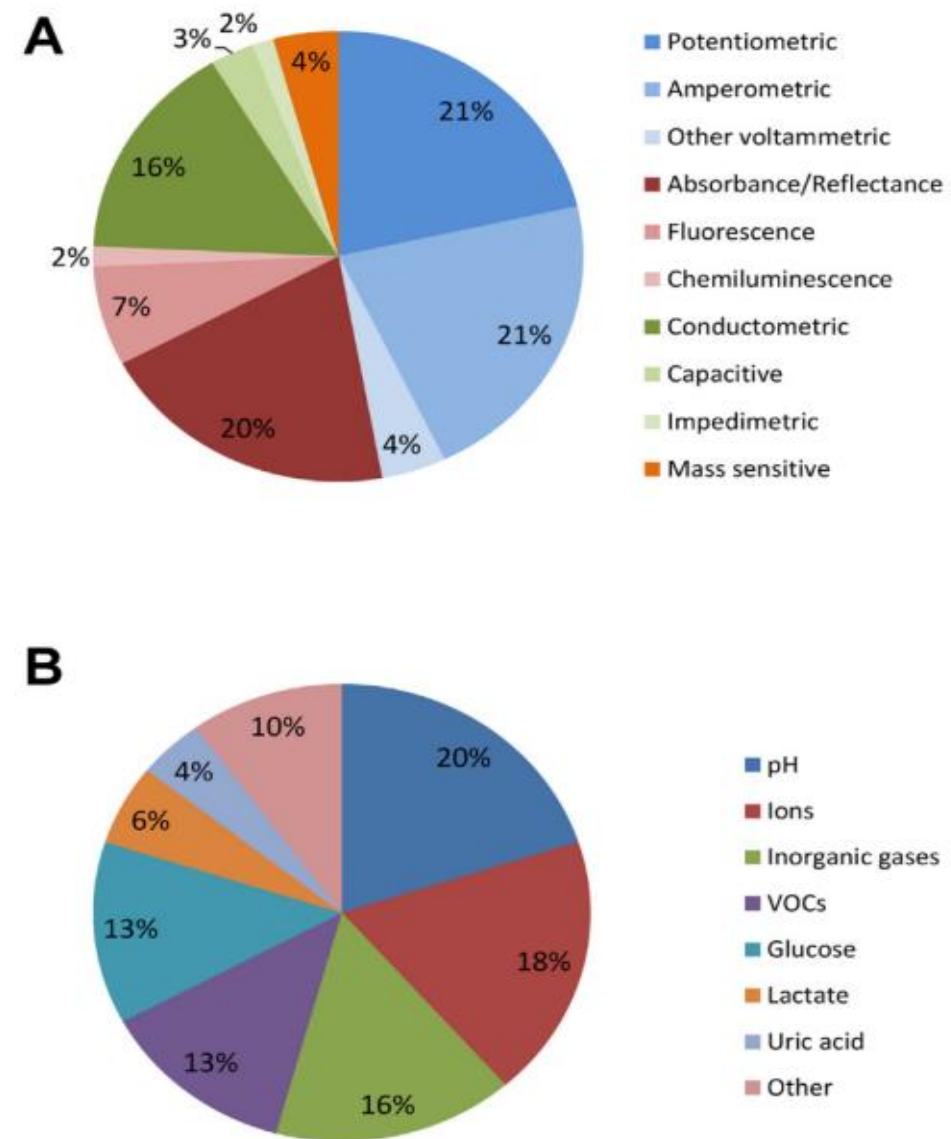 A
2%
3%
4%
21%
16%
2%
7%
21%
20%
4%
Potentiometric
Amperometric
Other voltammetric
Absorbance/Reflectance
Fluorescence
Chemiluminescence
Conductometric
Capacitive
Impedimetric
Mass sensitive
B
10%
20%
4%
6%
13%
18%
13%
16%
pH
Ions
Inorganic gases
VOCs
Glucose
Lactate
Uric acid
Other